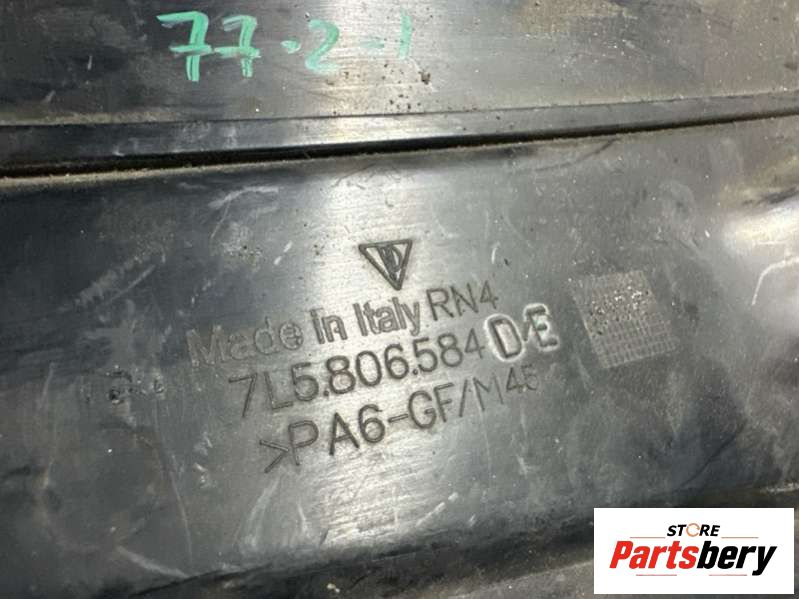 77-2-1
Made in Italy RN4
7L5.806.584 D/E
>PA6-GF/M45
STORE
Partsbery